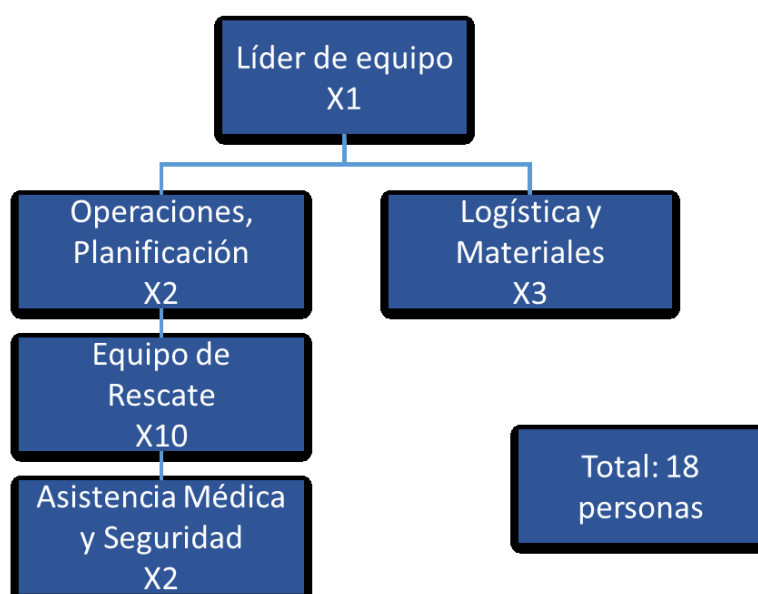 Líder de equipo
X1
Operaciones,
Planificación
X2
Logística y
Materiales
X3
Equipo de
Rescate
X10
Asistencia Médica
y Seguridad
X2
Total: 18
personas